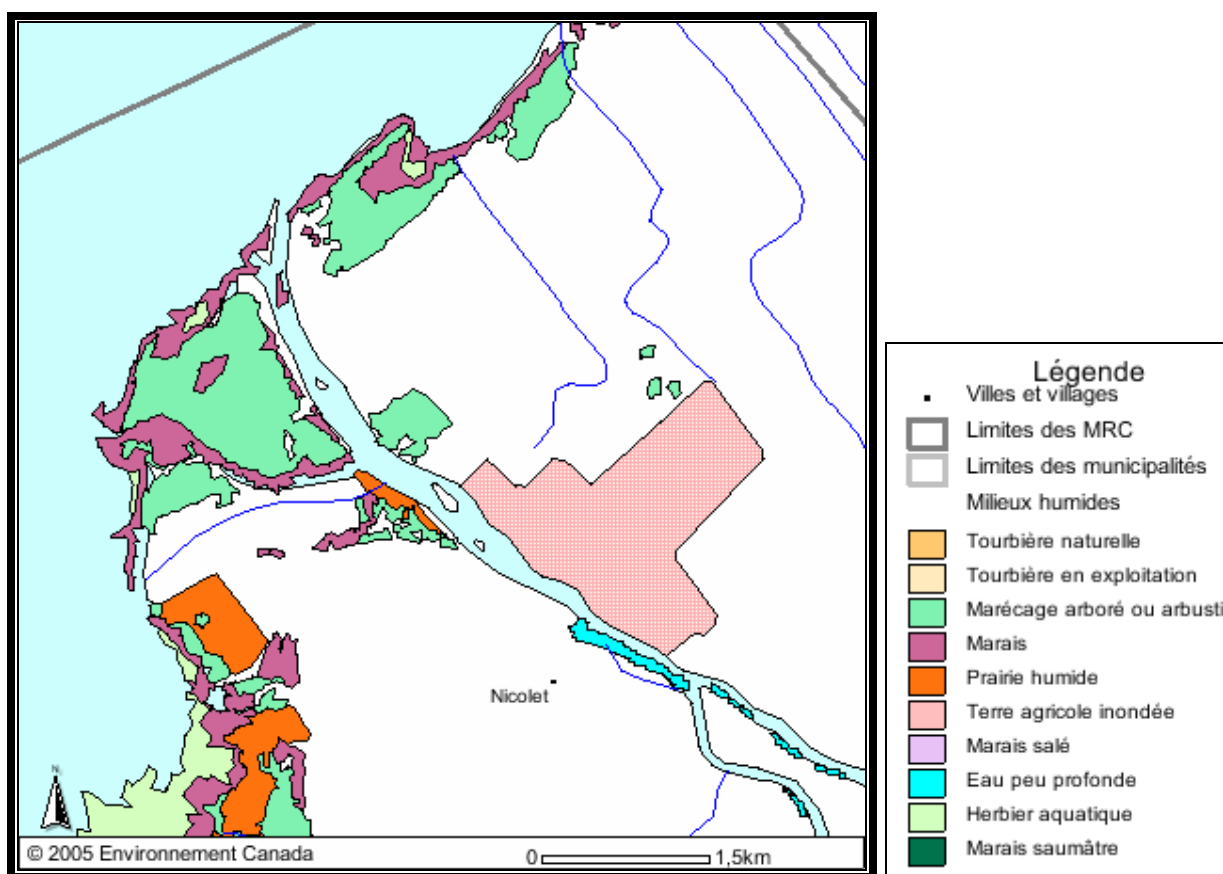 Nicolet
N
© 2005 Environnement Canada
0
1,5km
Légende
Villes et villages
Limites des MRC
Limites des municipalités
Milieux humides
Tourbière naturelle
Tourbière en exploitation
Marécage arboré ou arbusti
Marais
Prairie humide
Terre agricole inondée
Marais salé
Eau peu profonde
Herbier aquatique
Marais saumâtre